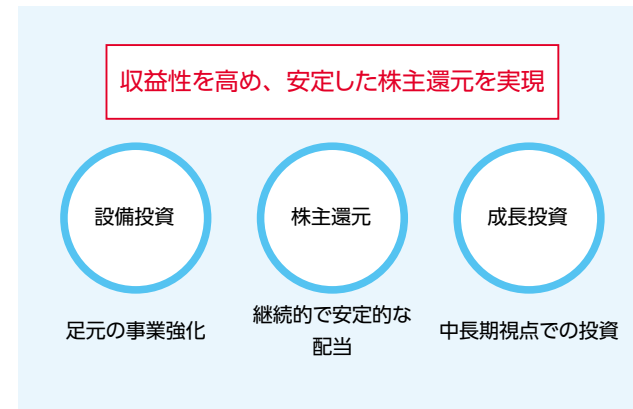 収益性を高め、安定した株主還元を実現
設備投資
株主還元
成長投資
足元の事業強化
継続的で安定的な
配当
中長期視点での投資